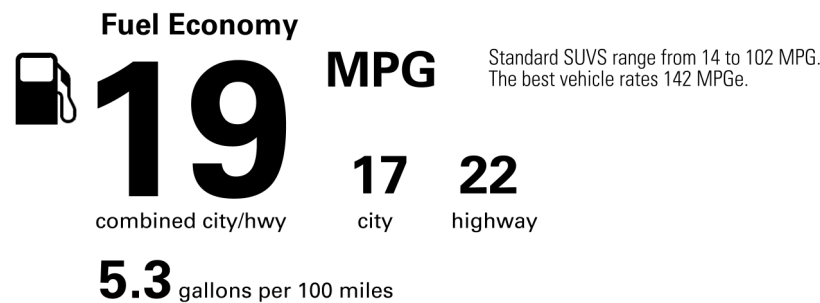 Fuel Economy
19
MPG
Standard SUVS range from 14 to 102 MPG.
The best vehicle rates 142 MPGe.
17 22
combined city/hwy city highway
5.3 gallons per 100 miles